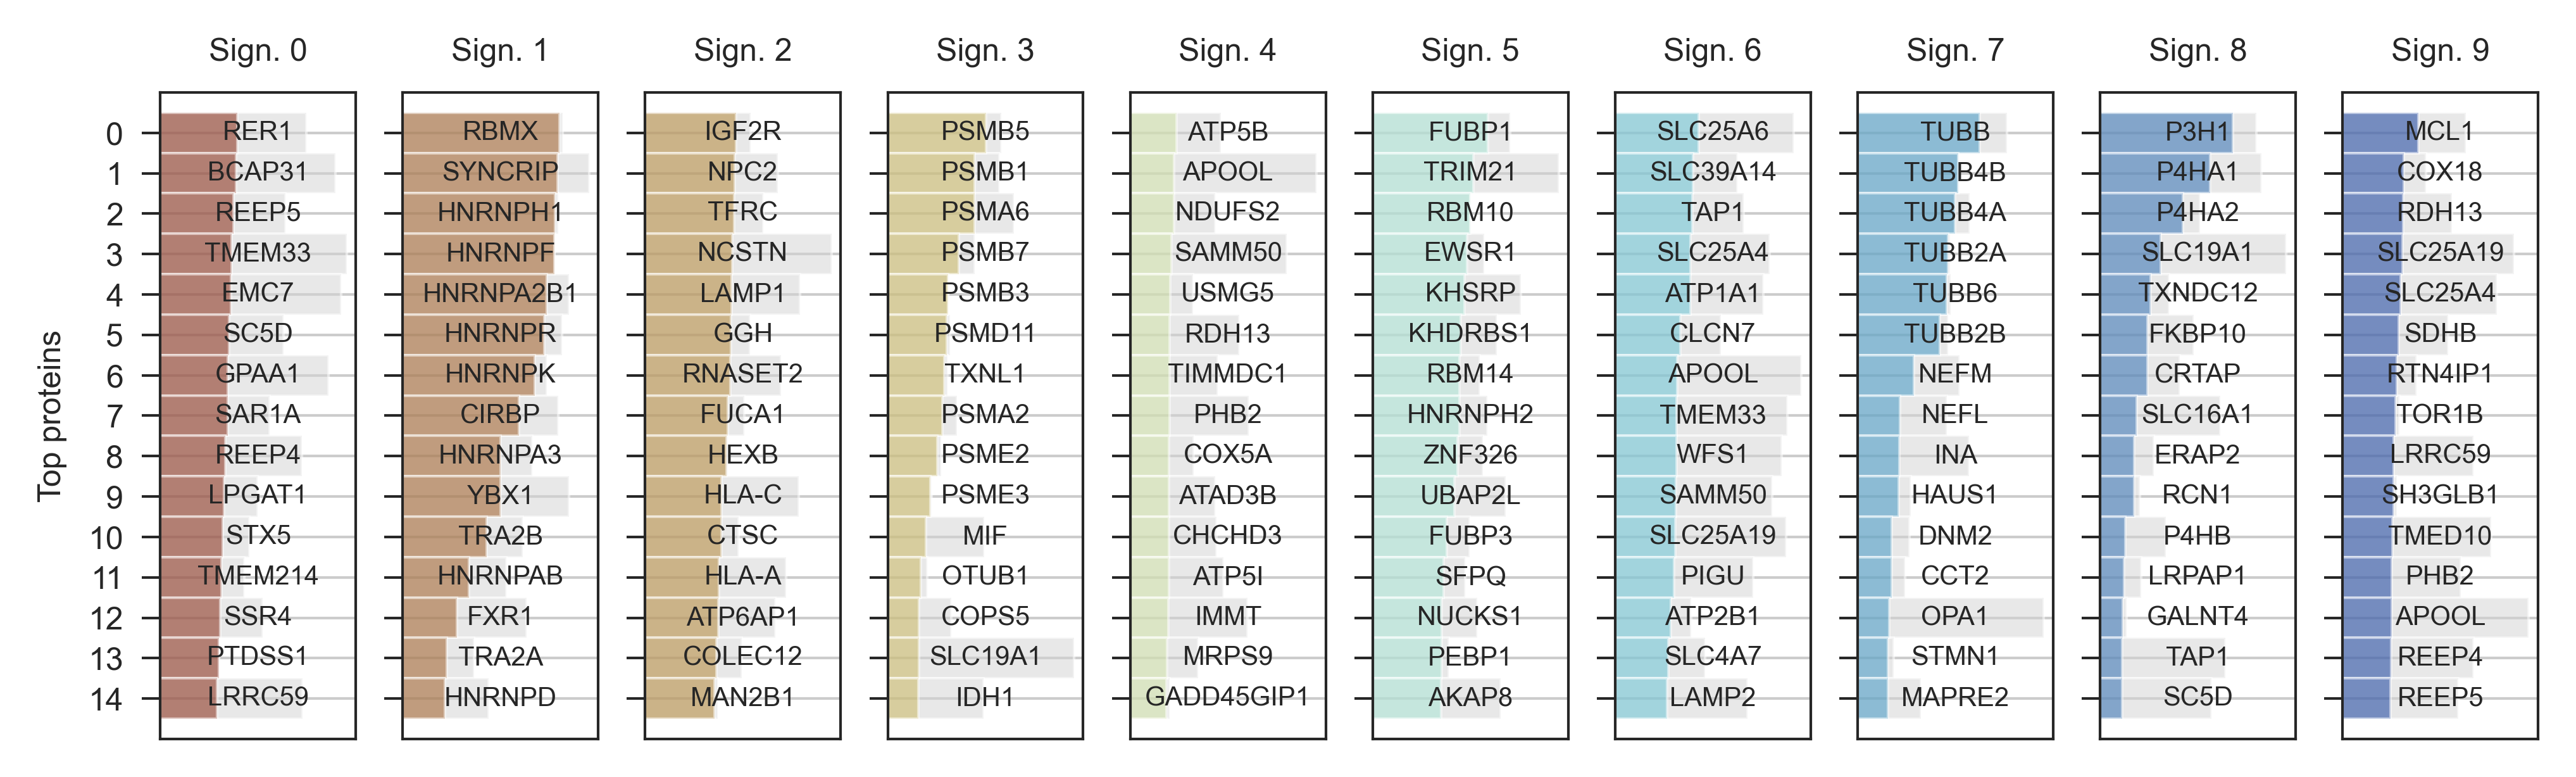 Sign. 0 Sign. 1 Sign. 2 Sign. 3 Sign. 4 Sign. 5 Sign. 6 Sign. 7 Sign. 8 Sign. 9
Top proteins
0 RER1 RBMX IGF2R PSMB5 ATP5B FUBP1 SLC25A6 TUBB P3H1 MCL1
1 BCAP31 SYNCRIP NPC2 PSMB1 APOOL TRIM21 SLC39A14 TUBB4B P4HA1 COX18
2 REEP5 HNRNPH1 TFRC PSMA6 NDUFS2 RBM10 TAP1 TUBB4A P4HA2 RDH13
3 TMEM33 HNRNPF NCSTN PSMB7 SAMM50 EWSR1 SLC25A4 TUBB2A SLC19A1 SLC25A19
4 EMC7 HNRNPA2B1 LAMP1 PSMB3 USMG5 KHSRP ATP1A1 TUBB6 TXNDC12 SLC25A4
5 SC5D HNRNPR GGH PSMD11 RDH13 KHDRBS1 CLCN7 TUBB2B FKBP10 SDHB
6 GPAA1 HNRNPK RNASET2 TXNL1 TIMMDC1 RBM14 APOOL NEFM CRTAP RTN4IP1
7 SAR1A CIRBP FUCA1 PSMA2 PHB2 HNRNPH2 TMEM33 NEFL SLC16A1 TOR1B
8 REEP4 HNRNPA3 HEXB PSME2 COX5A ZNF326 WFS1 INA ERAP2 LRRC59
9 LPGAT1 YBX1 HLA-C PSME3 ATAD3B UBAP2L SAMM50 HAUS1 RCN1 SH3GLB1
10 STX5 TRA2B CTSC MIF CHCHD3 FUBP3 SLC25A19 DNM2 P4HB TMED10
11 TMEM214 HNRNPAB HLA-A OTUB1 ATP5I SFPQ PIGU CCT2 LRPAP1 PHB2
12 SSR4 FXR1 ATP6AP1 COPS5 IMMT NUCKS1 ATP2B1 OPA1 GALNT4 APOOL
13 PTDSS1 TRA2A COLEC12 SLC19A1 MRPS9 PEBP1 SLC4A7 STMN1 TAP1 REEP4
14 LRRC59 HNRNPD MAN2B1 IDH1 GADD45GIP1 AKAP8 LAMP2 MAPRE2 SC5D REEP5